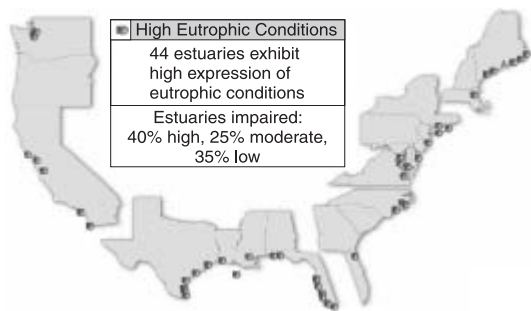 High Eutrophic Conditions
44 estuaries exhibit
high expression of
eutrophic conditions
Estuaries impaired:
40% high, 25% moderate,
35% low